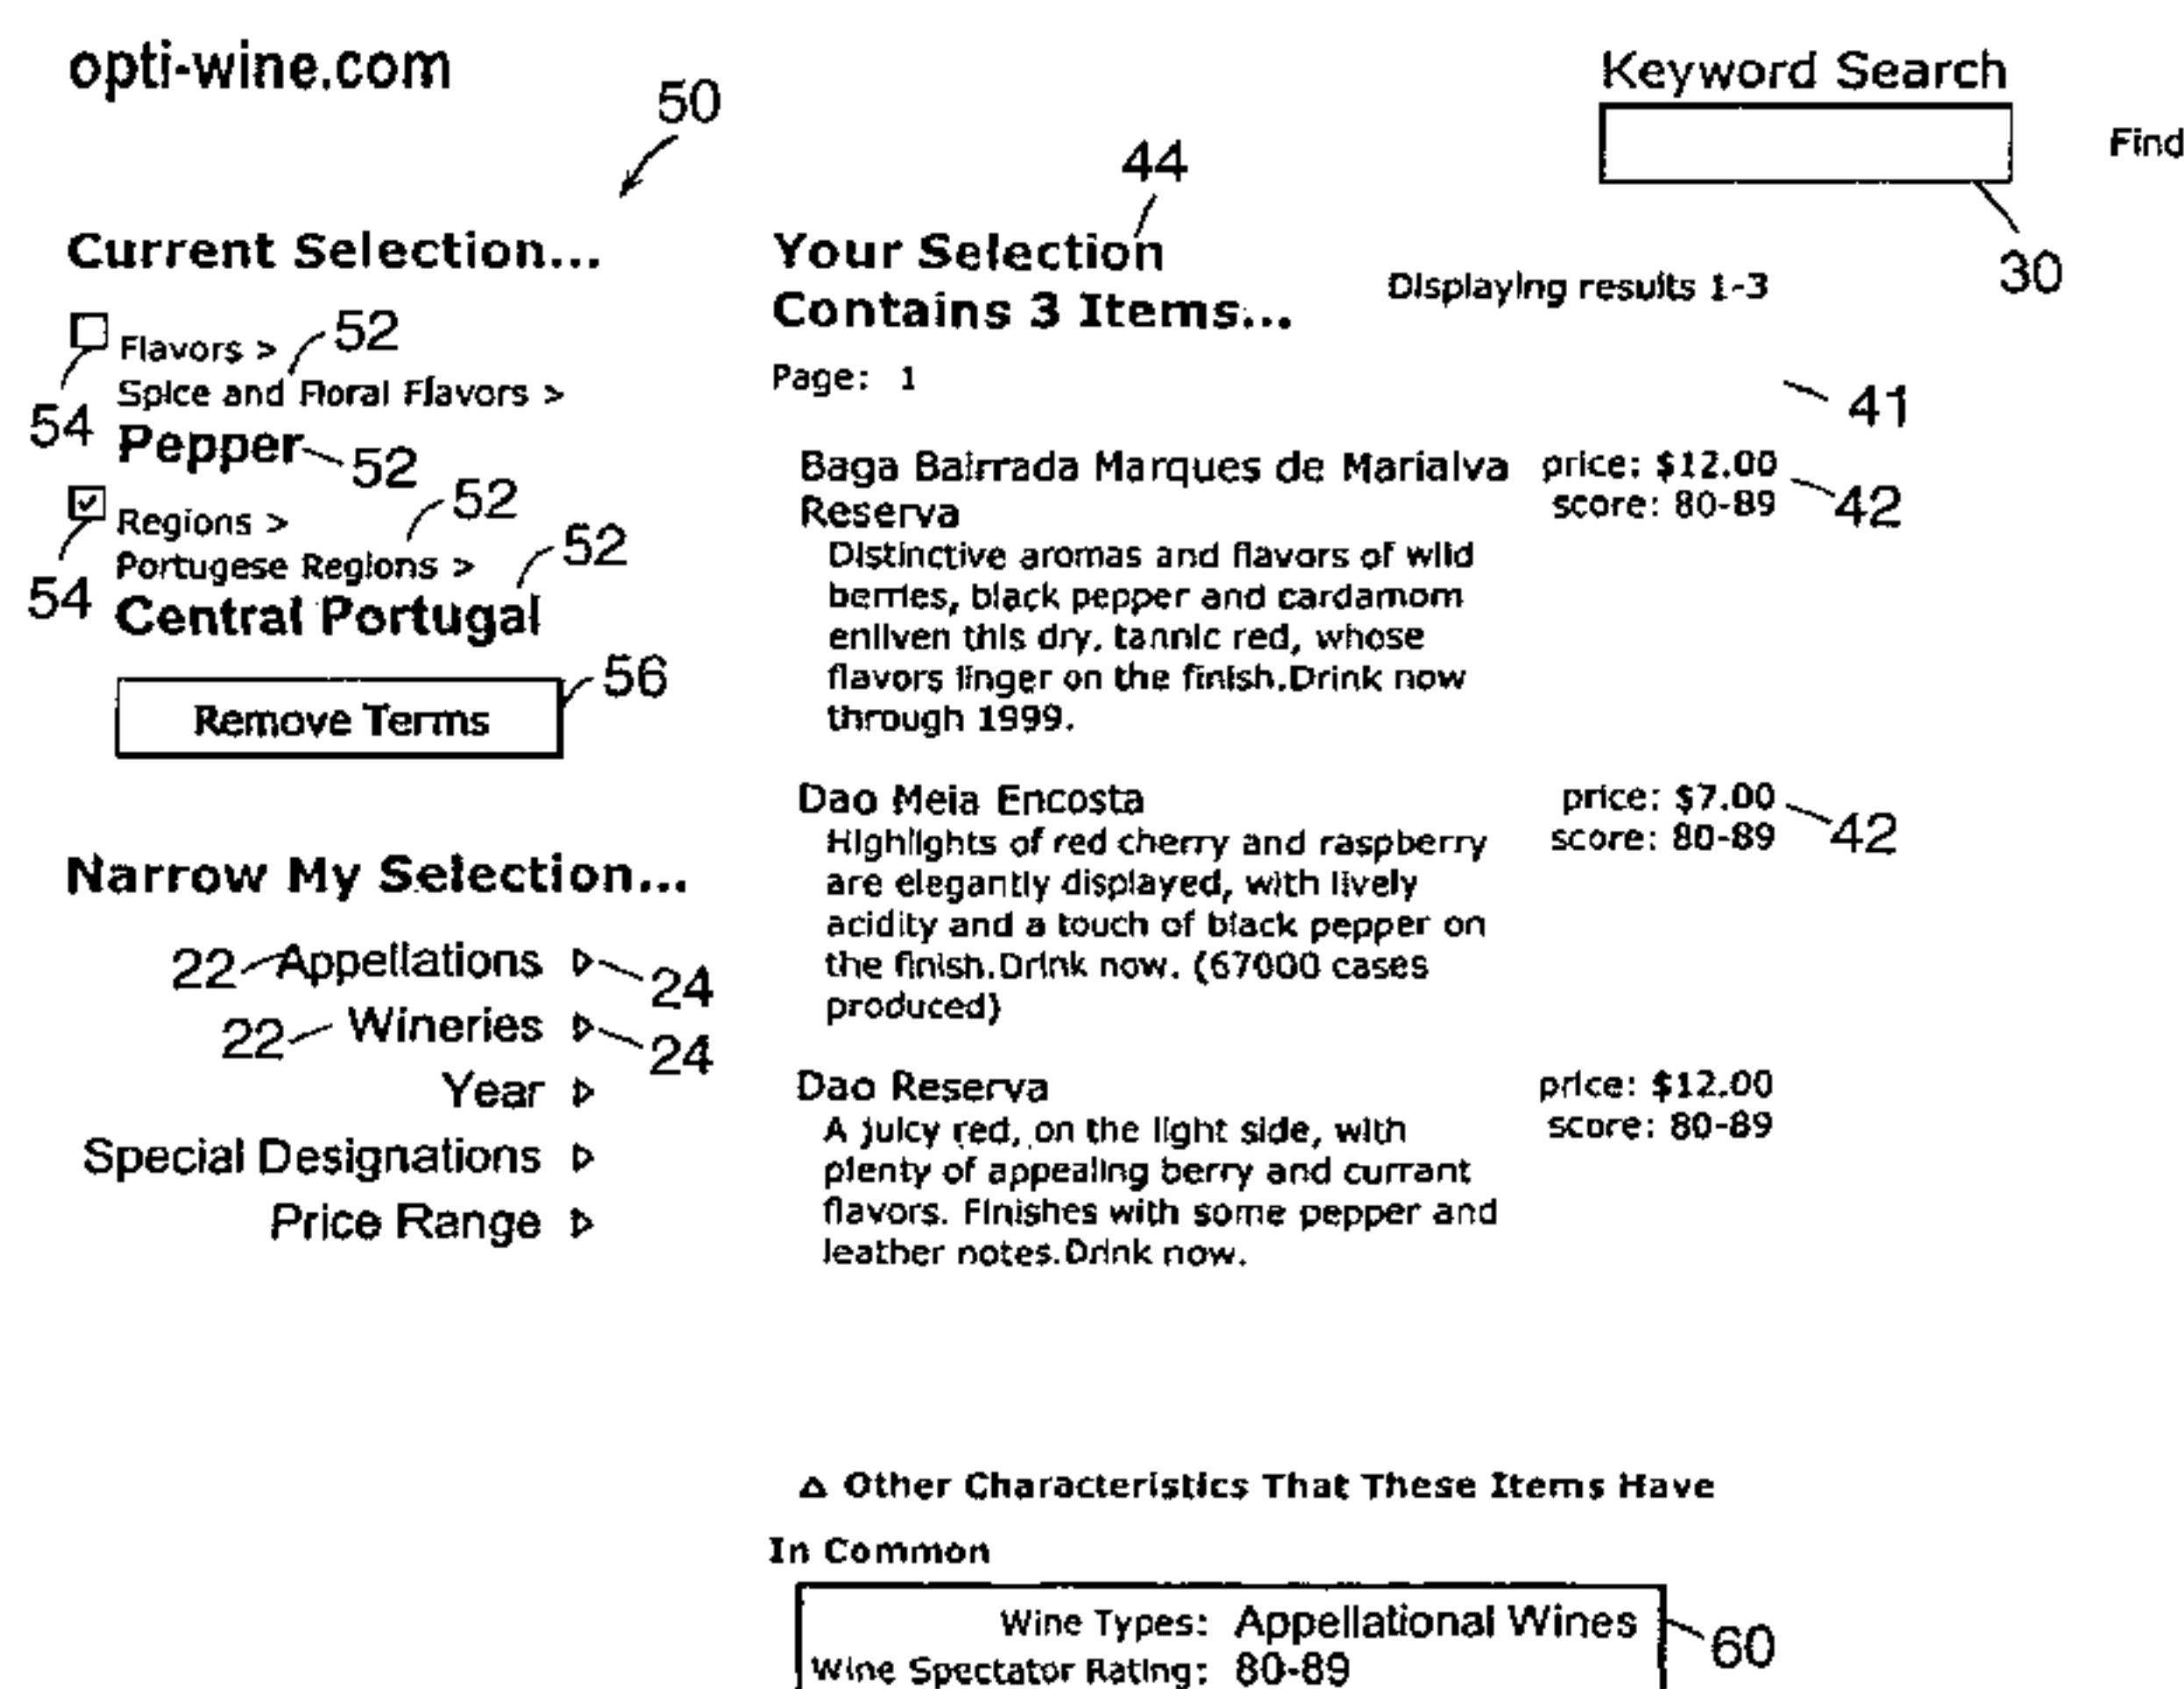 opti-wine.com
50
Keyword Search
Find
30
44
Current Selection...
Flavors >
52
Spice and Floral Flavors >
54
Pepper
52
Regions >
52
Portugese Regions >
52
54
Central Portugal
Remove Terms
56
Narrow My Selection...
22
Appellations
24
22
Wineries
24
Year
Special Designations
Price Range
Your Selection
Contains 3 Items...
Displaying results 1-3
Page: 1
41
Baga Bairrada Marques de Marialva
Reserva
price: $12.00
score: 80-89
42
Distinctive aromas and flavors of wild
berries, black pepper and cardamom
enliven this dry, tannic red, whose
flavors linger on the finish.Drink now
through 1999.
Dao Meia Encosta
price: $7.00
score: 80-89
42
Highlights of red cherry and raspberry
are elegantly displayed, with lively
acidity and a touch of black pepper on
the finish.Drink now. (67000 cases
produced)
Dao Reserva
price: $12.00
score: 80-89
A juicy red, on the light side, with
plenty of appealing berry and currant
flavors. Finishes with some pepper and
leather notes.Drink now.
Other Characteristics That These Items Have
In Common
Wine Types: Appellational Wines
Wine Spectator Rating: 80-89
60